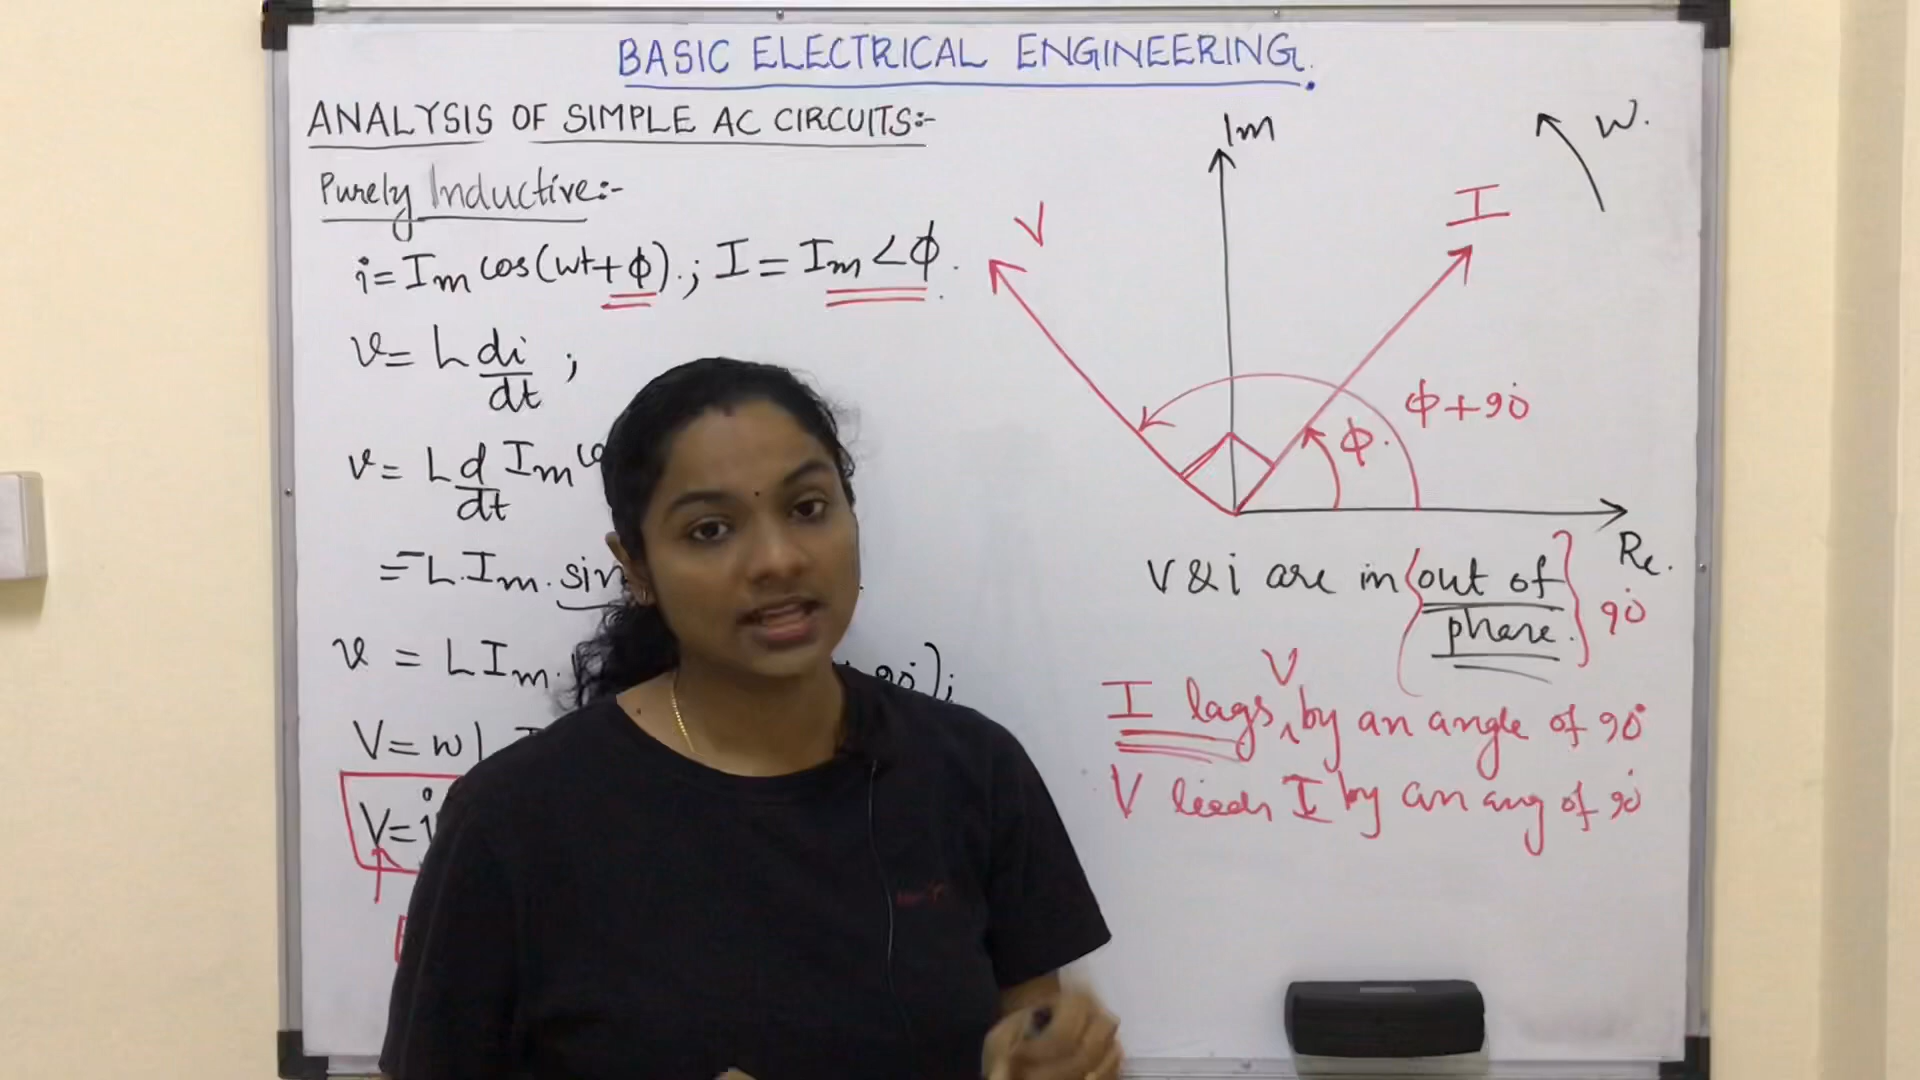 BASIC ELECTRICAL ENGINEERING.
ANALYSIS OF SIMPLE AC CIRCUITS:-
Purely Inductive:-
i = Im cos(wt+ϕ).; I = Im ∠ϕ.
v = L di/dt ;
v = L d/dt Im co
= -L.Im. sin
v = LIm. 90°);
V = wL I
V = i
Im
W.
V
I
ϕ+90°
ϕ.
Re.
V & i are in {out of
phase.} 90°
I lags V by an angle of 90°
V leads I by an ang of 90°